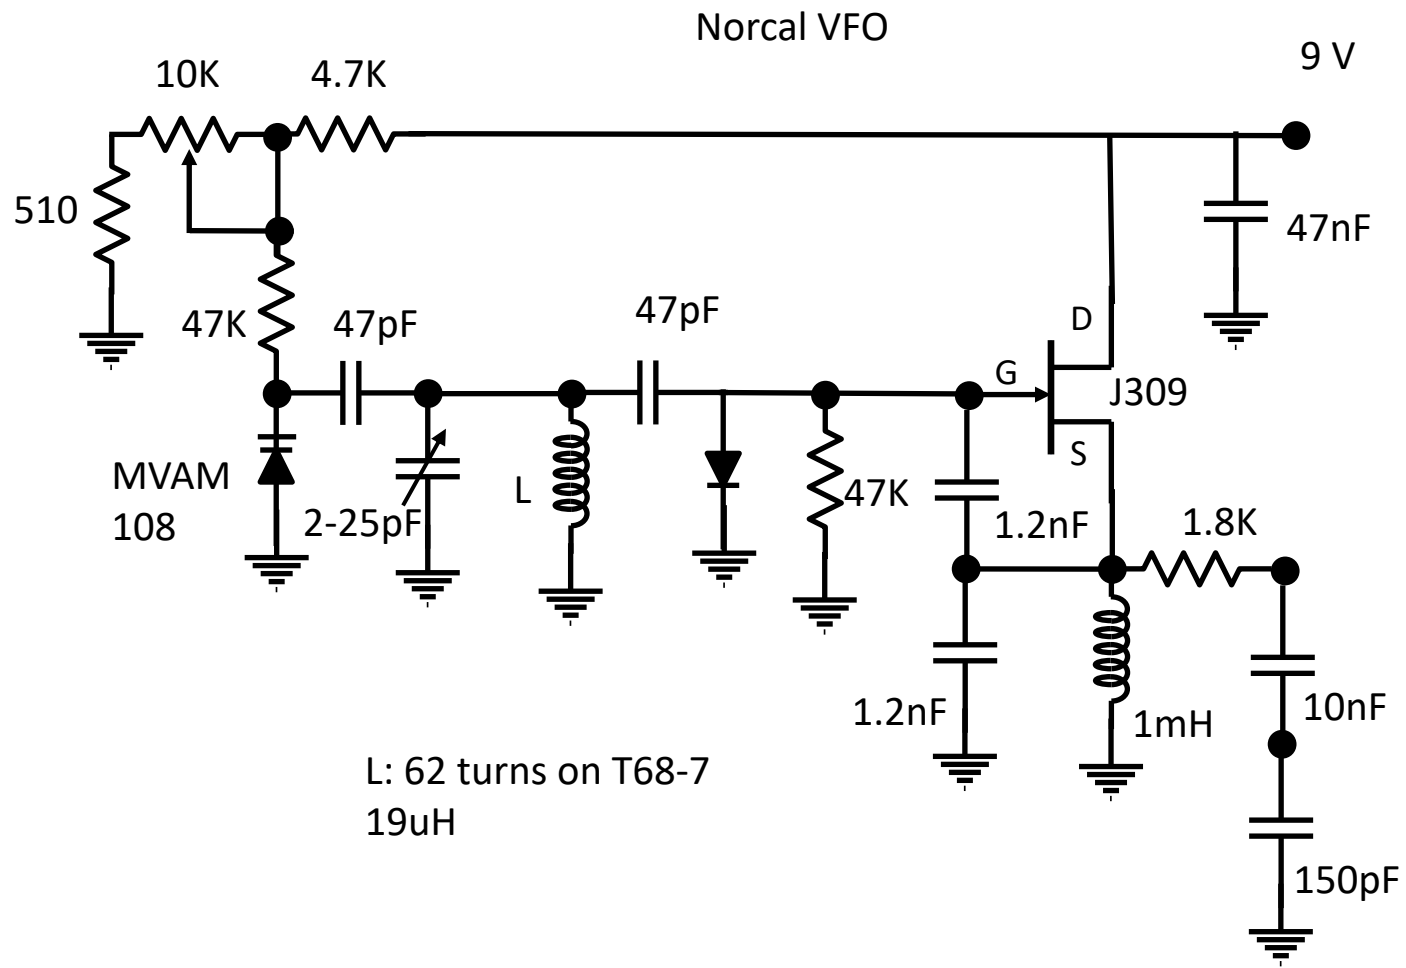 Norcal VFO
9 V
10K
4.7K
510
47nF
47K
47pF
47pF
D
G
J309
S
MVAM
108
2-25pF
L
47K
1.2nF
1.8K
1.2nF
1mH
10nF
L: 62 turns on T68-7
19uH
150pF